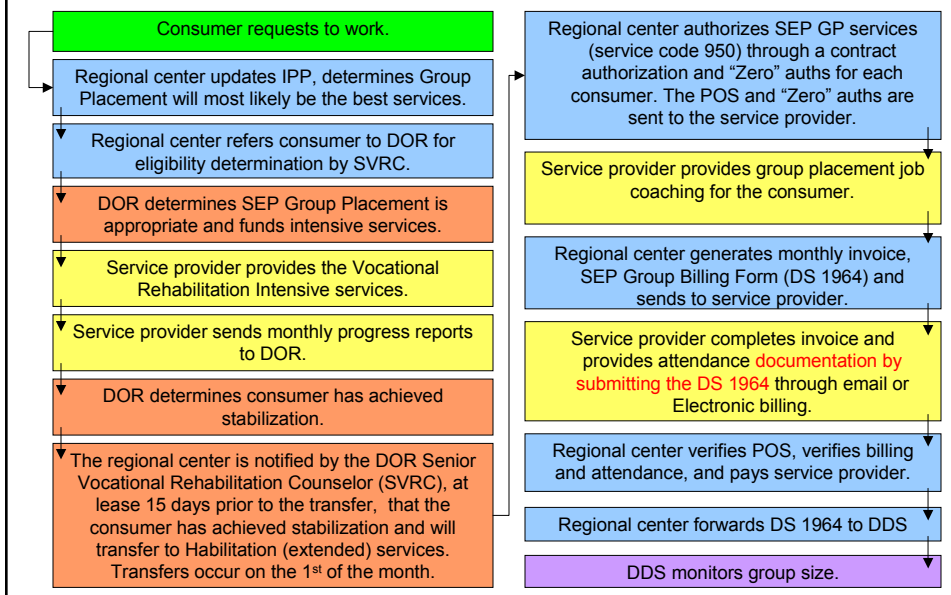 Consumer requests to work.
Regional center updates IPP, determines Group
Placement will most likely be the best services.
Regional center refers consumer to DOR for
eligibility determination by SVRC.
DOR determines SEP Group Placement is
appropriate and funds intensive services.
Service provider provides the Vocational
Rehabilitation Intensive services.
Service provider sends monthly progress reports
to DOR.
DOR determines consumer has achieved
stabilization.
The regional center is notified by the DOR Senior
Vocational Rehabilitation Counselor (SVRC), at
lease 15 days prior to the transfer, that the
consumer has achieved stabilization and will
transfer to Habilitation (extended) services.
Transfers occur on the 1st of the month.
Regional center authorizes SEP GP services
(service code 950) through a contract
authorization and “Zero” auths for each
consumer. The POS and “Zero” auths are
sent to the service provider.
Service provider provides group placement job
coaching for the consumer.
Regional center generates monthly invoice,
SEP Group Billing Form (DS 1964) and
sends to service provider.
Service provider completes invoice and
provides attendance documentation by
submitting the DS 1964 through email or
Electronic billing.
Regional center verifies POS, verifies billing
and attendance, and pays service provider.
Regional center forwards DS 1964 to DDS
DDS monitors group size.